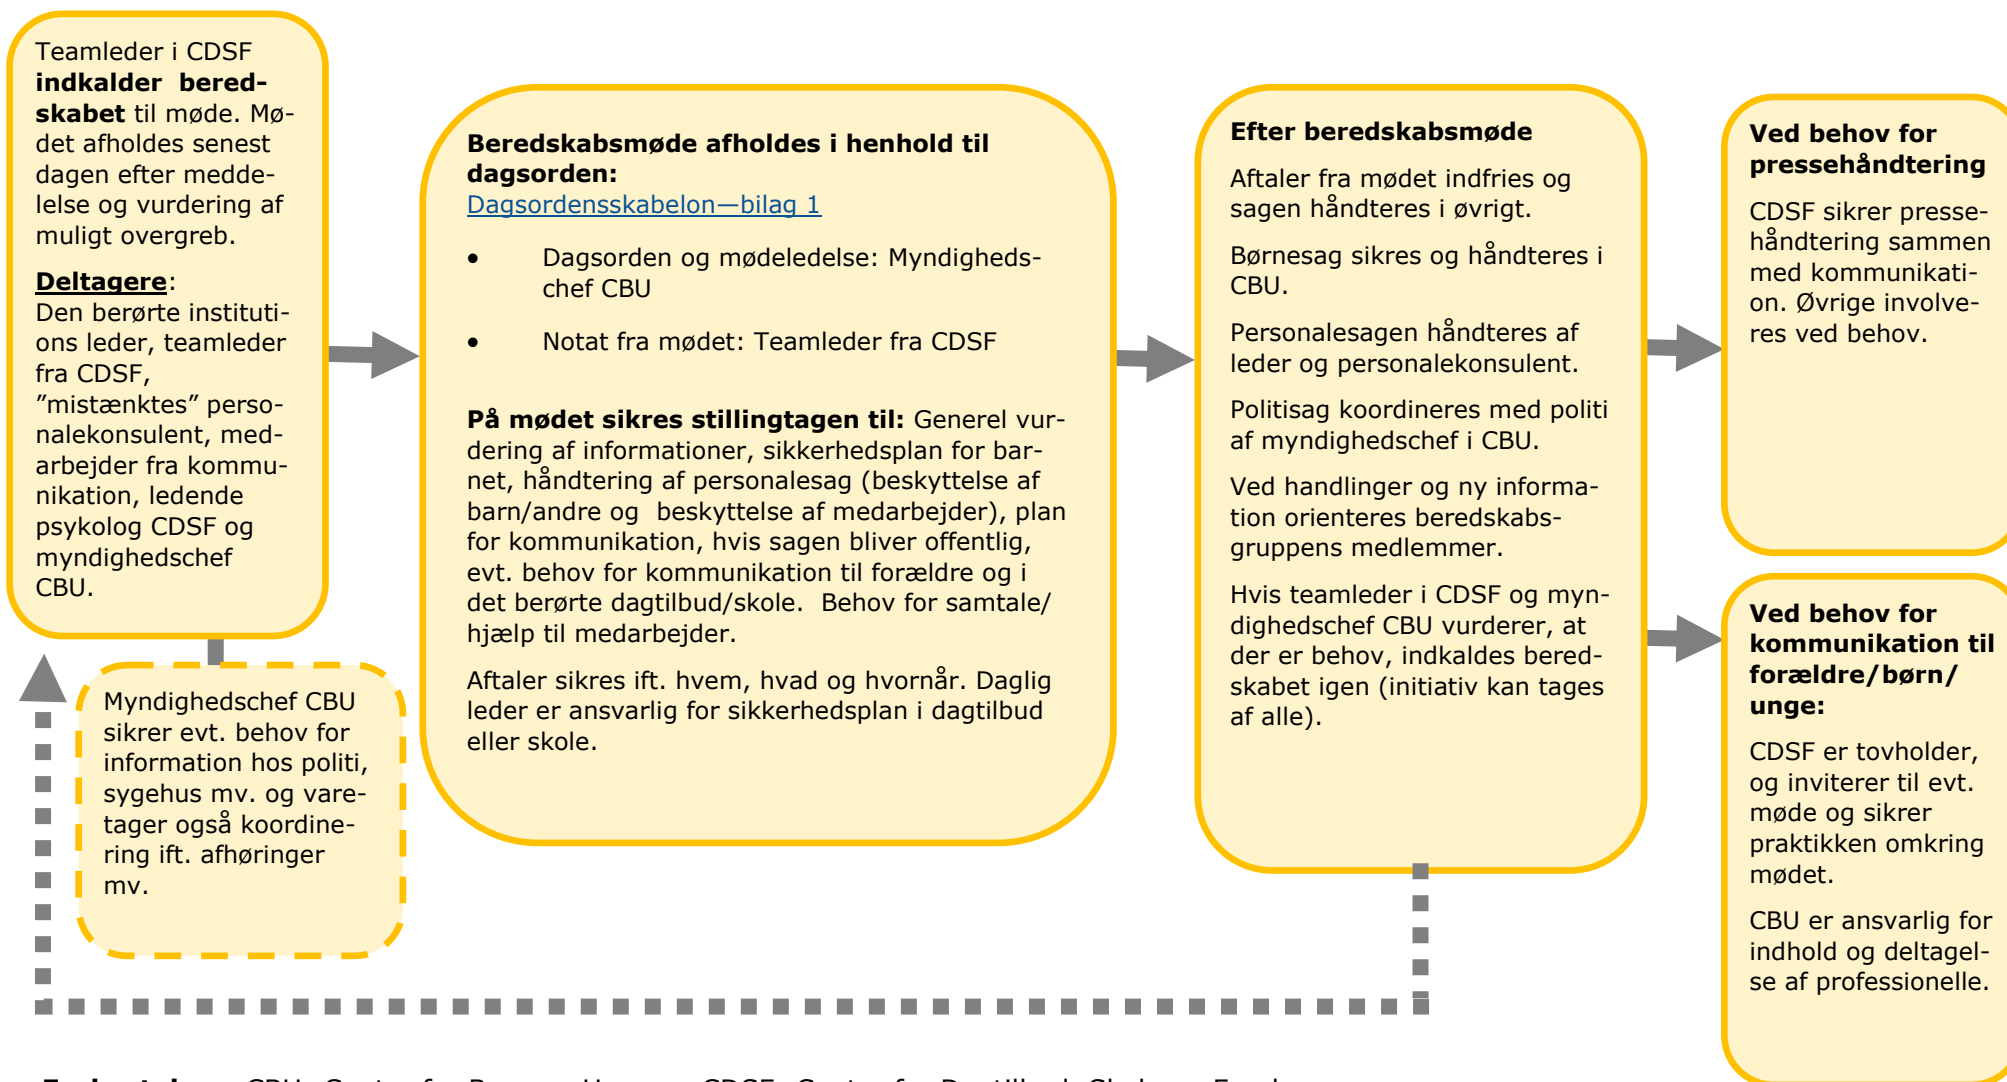 Teamleder i CDSF
indkalder bered-
skabet til møde. Mø-
det afholdes senest
dagen efter medde-
lelse og vurdering af
muligt overgreb.
Deltagere:
Den berørte instituti-
ons leder, teamleder
fra CDSF,
”mistænktes” perso-
nalekonsulent, med-
arbejder fra kommu-
nikation, ledende
psykolog CDSF og
myndighedschef
CBU.
Myndighedschef CBU
sikrer evt. behov for
information hos politi,
sygehus mv. og vare-
tager også koordine-
ring ift. afhøringer
mv.
Beredskabsmøde afholdes i henhold til
dagsorden:
Dagsordensskabelon—bilag 1
• Dagsorden og mødeledelse: Myndigheds-
chef CBU
• Notat fra mødet: Teamleder fra CDSF
På mødet sikres stillingtagen til: Generel vur-
dering af informationer, sikkerhedsplan for bar-
net, håndtering af personalesag (beskyttelse af
barn/andre og beskyttelse af medarbejder), plan
for kommunikation, hvis sagen bliver offentlig,
evt. behov for kommunikation til forældre og i
det berørte dagtilbud/skole. Behov for samtale/
hjælp til medarbejder.
Aftaler sikres ift. hvem, hvad og hvornår. Daglig
leder er ansvarlig for sikkerhedsplan i dagtilbud
eller skole.
Efter beredskabsmøde
Aftaler fra mødet indfries og
sagen håndteres i øvrigt.
Børnesag sikres og håndteres i
CBU.
Personalesagen håndteres af
leder og personalekonsulent.
Politisag koordineres med politi
af myndighedschef i CBU.
Ved handlinger og ny informa-
tion orienteres beredskabs-
gruppens medlemmer.
Hvis teamleder i CDSF og myn-
dighedschef CBU vurderer, at
der er behov, indkaldes bered-
skabet igen (initiativ kan tages
af alle).
Ved behov for
pressehåndtering
CDSF sikrer presse-
håndtering sammen
med kommunikati-
on. Øvrige involve-
res ved behov.
Ved behov for
kommunikation til
forældre/børn/
unge:
CDSF er tovholder,
og inviterer til evt.
møde og sikrer
praktikken omkring
mødet.
CBU er ansvarlig for
indhold og deltagel-
se af professionelle.